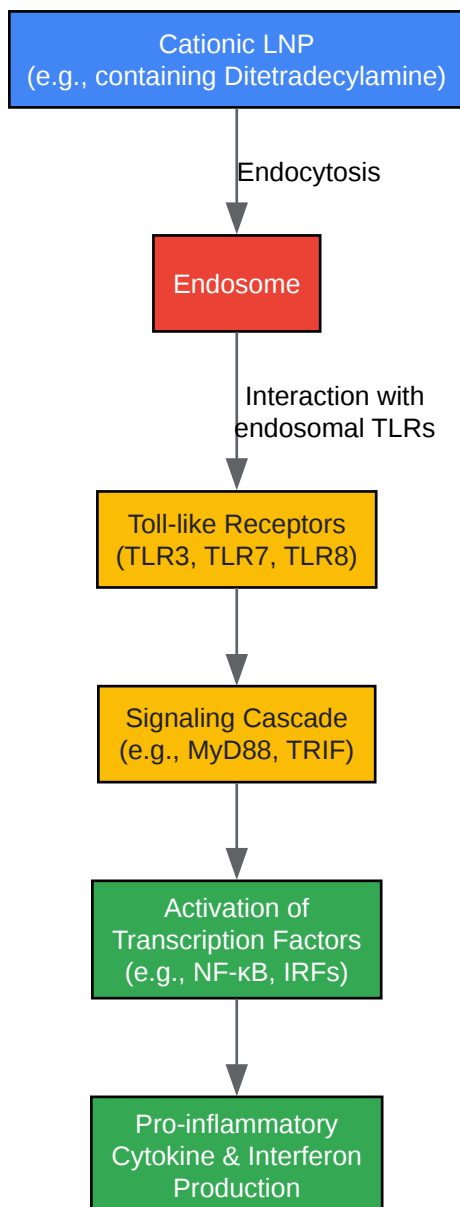 Cationic LNP
(e.g., containing Ditetradecylamine)
Endocytosis
Endosome
Interaction with
endosomal TLRs
Toll-like Receptors
(TLR3, TLR7, TLR8)
Signaling Cascade
(e.g., MyD88, TRIF)
Activation of
Transcription Factors
(e.g., NF-κB, IRFs)
Pro-inflammatory
Cytokine & Interferon
Production